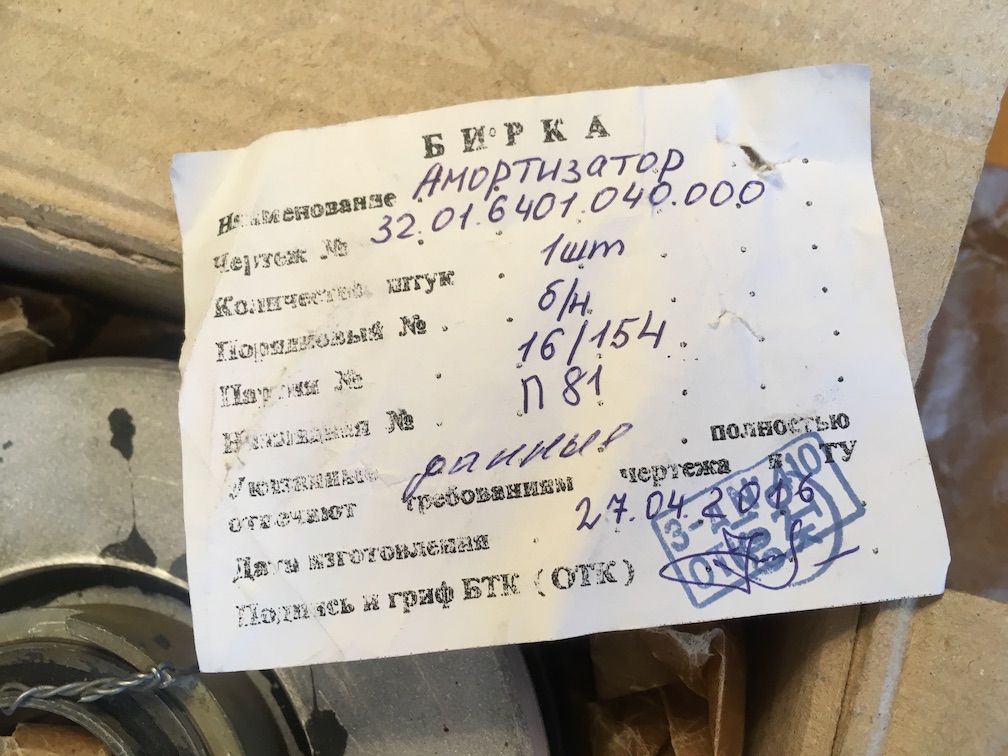 БИРКА
Наименование Амортизатор
Чертеж № 32.01.6401.040.000
Количество штук 1шт
Порядковый № б/н
Партии № 16/154
Накладная № П 81
данные полностью
отвечают требованиям чертежа и ТУ
Дата изготовления 27.04.2016
Подпись и гриф БТК (ОТК)